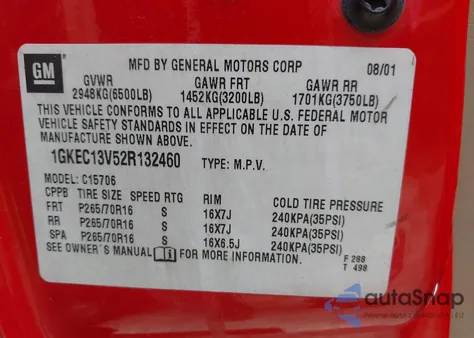 GM
MFD BY GENERAL MOTORS CORP 08/01
GVWR GAWR FRT GAWR RR
2948KG(6500LB) 1452KG(3200LB) 1701KG(3750LB)
THIS VEHICLE CONFORMS TO ALL APPLICABLE U.S. FEDERAL MOTOR
VEHICLE SAFETY STANDARDS IN EFFECT ON THE DATE OF
MANUFACTURE SHOWN ABOVE.
1GKEC13V52R132460 TYPE: M.P.V.
MODEL: C15706
CPPB TIRE SIZE SPEED RTG RIM COLD TIRE PRESSURE
FRT P265/70R16 S 16X7J 240KPA(35PSI)
RR P265/70R16 S 16X7J 240KPA(35PSI)
SPA P265/70R16 S 16X6.5J 240KPA(35PSI)
SEE OWNER'S MANUAL i FOR MORE INFORMATION.
F 288
T 498
autoSnap